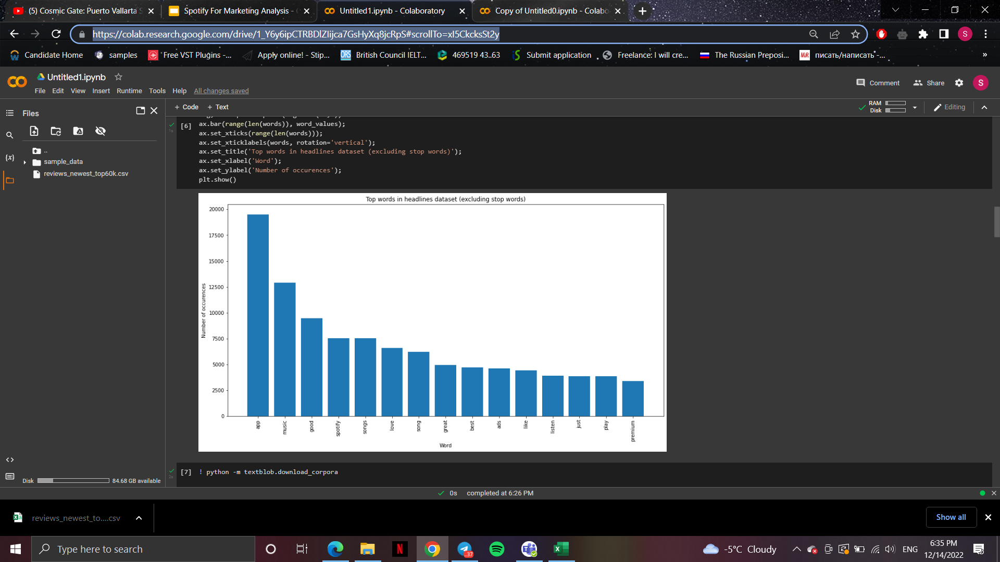 (5) Cosmic Gate: Puerto Vallarta
Spotify For Marketing Analysis -
Untitled1.ipynb - Colaboratory
Copy of Untitled0.ipynb - Colabo
https://colab.research.google.com/drive/1_Y6y6ipCTRBDlZIijca7GsHyXq8jcRpS#scrollTo=xI5CkcksSt2y
S
Candidate Home
samples
Free VST Plugins -...
Apply online! - Stip...
ORS
British Council IELT...
469519 43..63
Submit application
Freelance: I will cre...
The Russian Preposi...
MR
писать/написать -...
»
Untitled1.ipynb
File Edit View Insert Runtime Tools Help All changes saved
Comment
Share
S
Files
+ Code + Text
RAM
Disk
Editing
{x}
..
sample_data
reviews_newest_top60k.csv
[6]
1s
ax.bar(range(len(words)), word_values);
ax.set_xticks(range(len(words)));
ax.set_xticklabels(words, rotation='vertical');
ax.set_title('Top words in headlines dataset (excluding stop words)');
ax.set_xlabel('Word');
ax.set_ylabel('Number of occurences');
plt.show()
Top words in headlines dataset (excluding stop words)
Number of occurences
20000
17500
15000
12500
10000
7500
5000
2500
0
app music good spotify songs love song great best ads like listen just play premium
Word
[7] ! python -m textblob.download_corpora
2s
Disk 84.68 GB available
0s completed at 6:26 PM
reviews_newest_to....csv
Show all
Type here to search
N
37
-5°C Cloudy
ENG
6:35 PM
12/14/2022